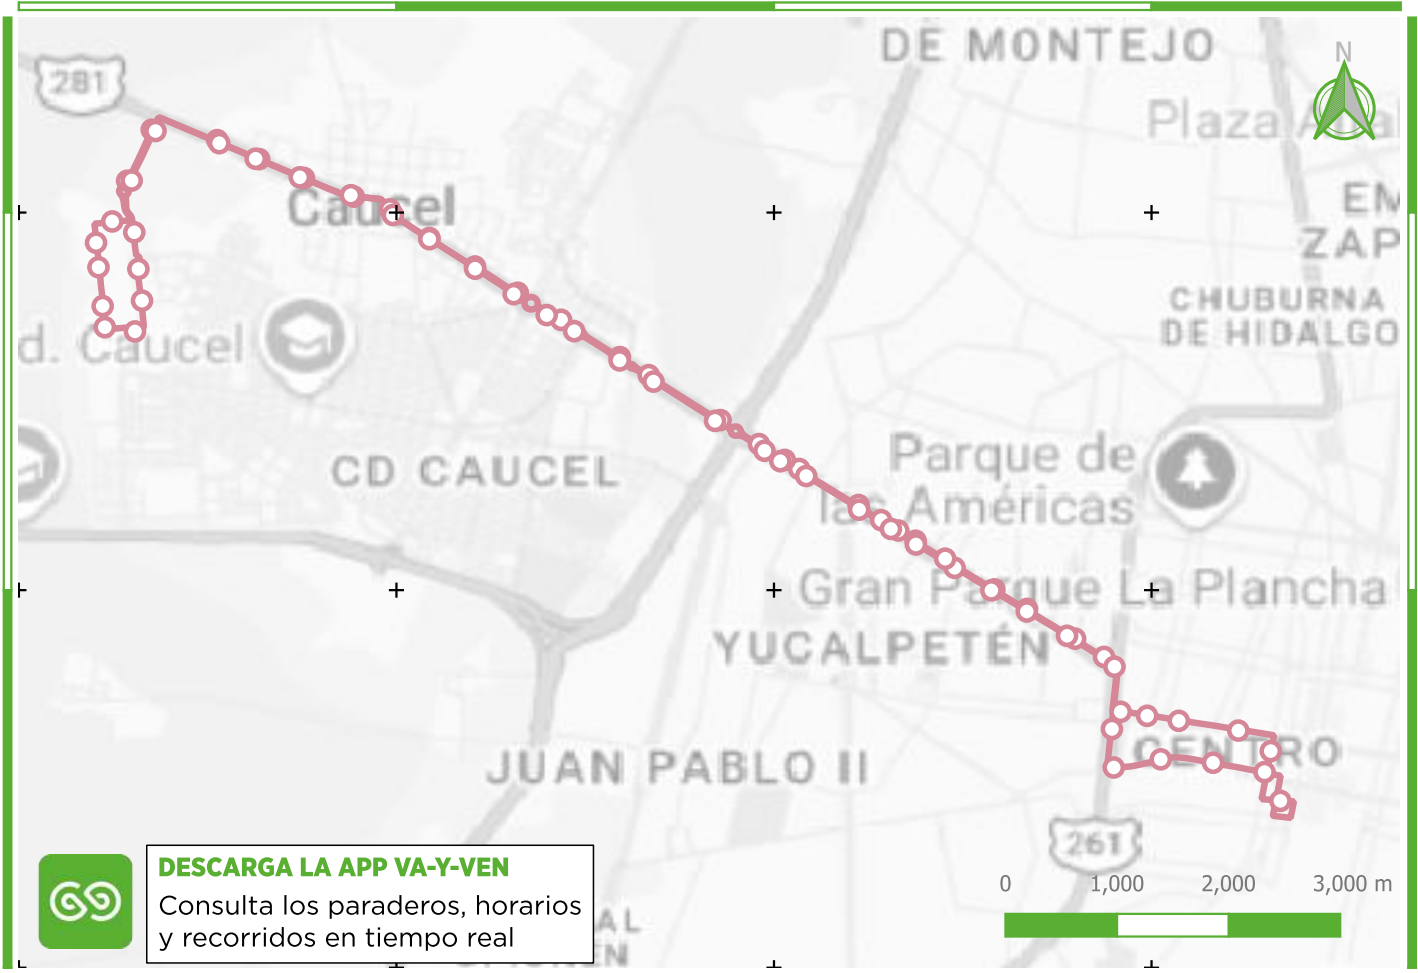 DE MONTEJO
N
281
Plaza
EM
ZAP
Caucel
CHUBURNA
DE HIDALGO
d. Caucel
Parque de
las Américas
CD CAUCEL
Gran Parque La Plancha
YUCALPETÉN
CENTRO
JUAN PABLO II
261
DESCARGA LA APP VA-Y-VEN
Consulta los paraderos, horarios
y recorridos en tiempo real
AL
0 1,000 2,000 3,000 m